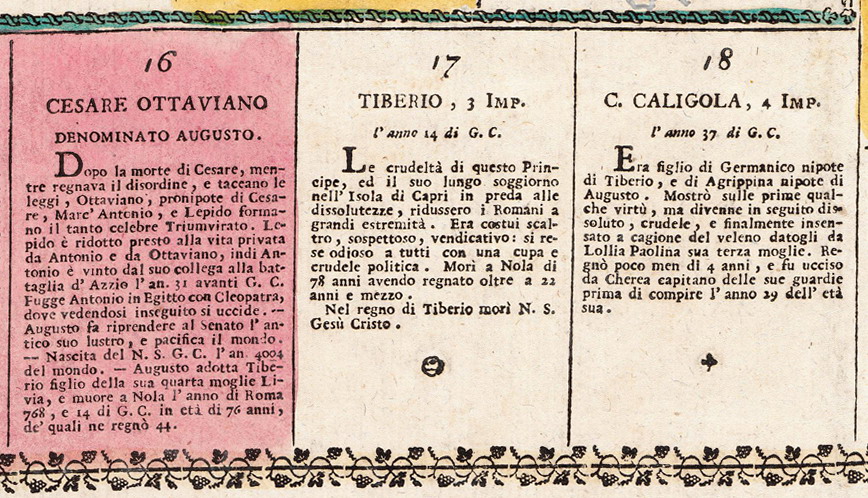 16
CESARE OTTAVIANO
DENOMINATO AUGUSTO.
Dopo la morte di Cesare, men-
tre regnava il disordine, e taceano le
leggi, Ottaviano, pronipote di Cesa-
re, Marc' Antonio, e Lepido forma-
no il tanto celebre Triumvirato. Le-
pido è ridotto presto alla vita privata
da Antonio e da Ottaviano, indi An-
tonio è vinto dal suo collega alla bat-
taglia d' Azzio l' an. 31 avanti G. C.
Fugge Antonio in Egitto con Cleopatra,
dove vedendosi inseguito si uccide. —
Augusto fa riprendere al Senato l' an-
tico suo lustro, e pacifica il mondo.
— Nascita del N. S. G. C. l' an. 4004
del mondo. — Augusto adotta Tibe-
rio figlio della sua quarta moglie Li-
via, e muore a Nola l' anno di Roma
768, e 14 di G. C. in età di 76 anni,
de' quali ne regnò 44.
17
TIBERIO, 3 IMP.
l' anno 14 di G. C.
Le crudeltà di questo Prin-
cipe, ed il suo lungo soggiorno
nell' Isola di Capri in preda alle
dissolutezze, ridussero i Romani a
grandi estremità. Era costui scal-
tro, sospettoso, vendicativo: si re-
se odioso a tutti con una cupa e
crudele politica. Morì a Nola di
78 anni avendo regnato oltre a 22
anni e mezzo.
Nel regno di Tiberio morì N. S.
Gesù Cristo.
18
C. CALIGOLA, 4 IMP.
l' anno 37 di G. C.
Era figlio di Germanico nipote
di Tiberio, e di Agrippina nipote di
Augusto. Mostrò sulle prime qual-
che virtù, ma divenne in seguito dis-
soluto, crudele, e finalmente insen-
sato a cagione del veleno datogli da
Lollia Paolina sua terza moglie. Re-
gnò poco men di 4 anni, e fu ucciso
da Cherea capitano delle sue guardie
prima di compire l' anno 29 dell' età
sua.